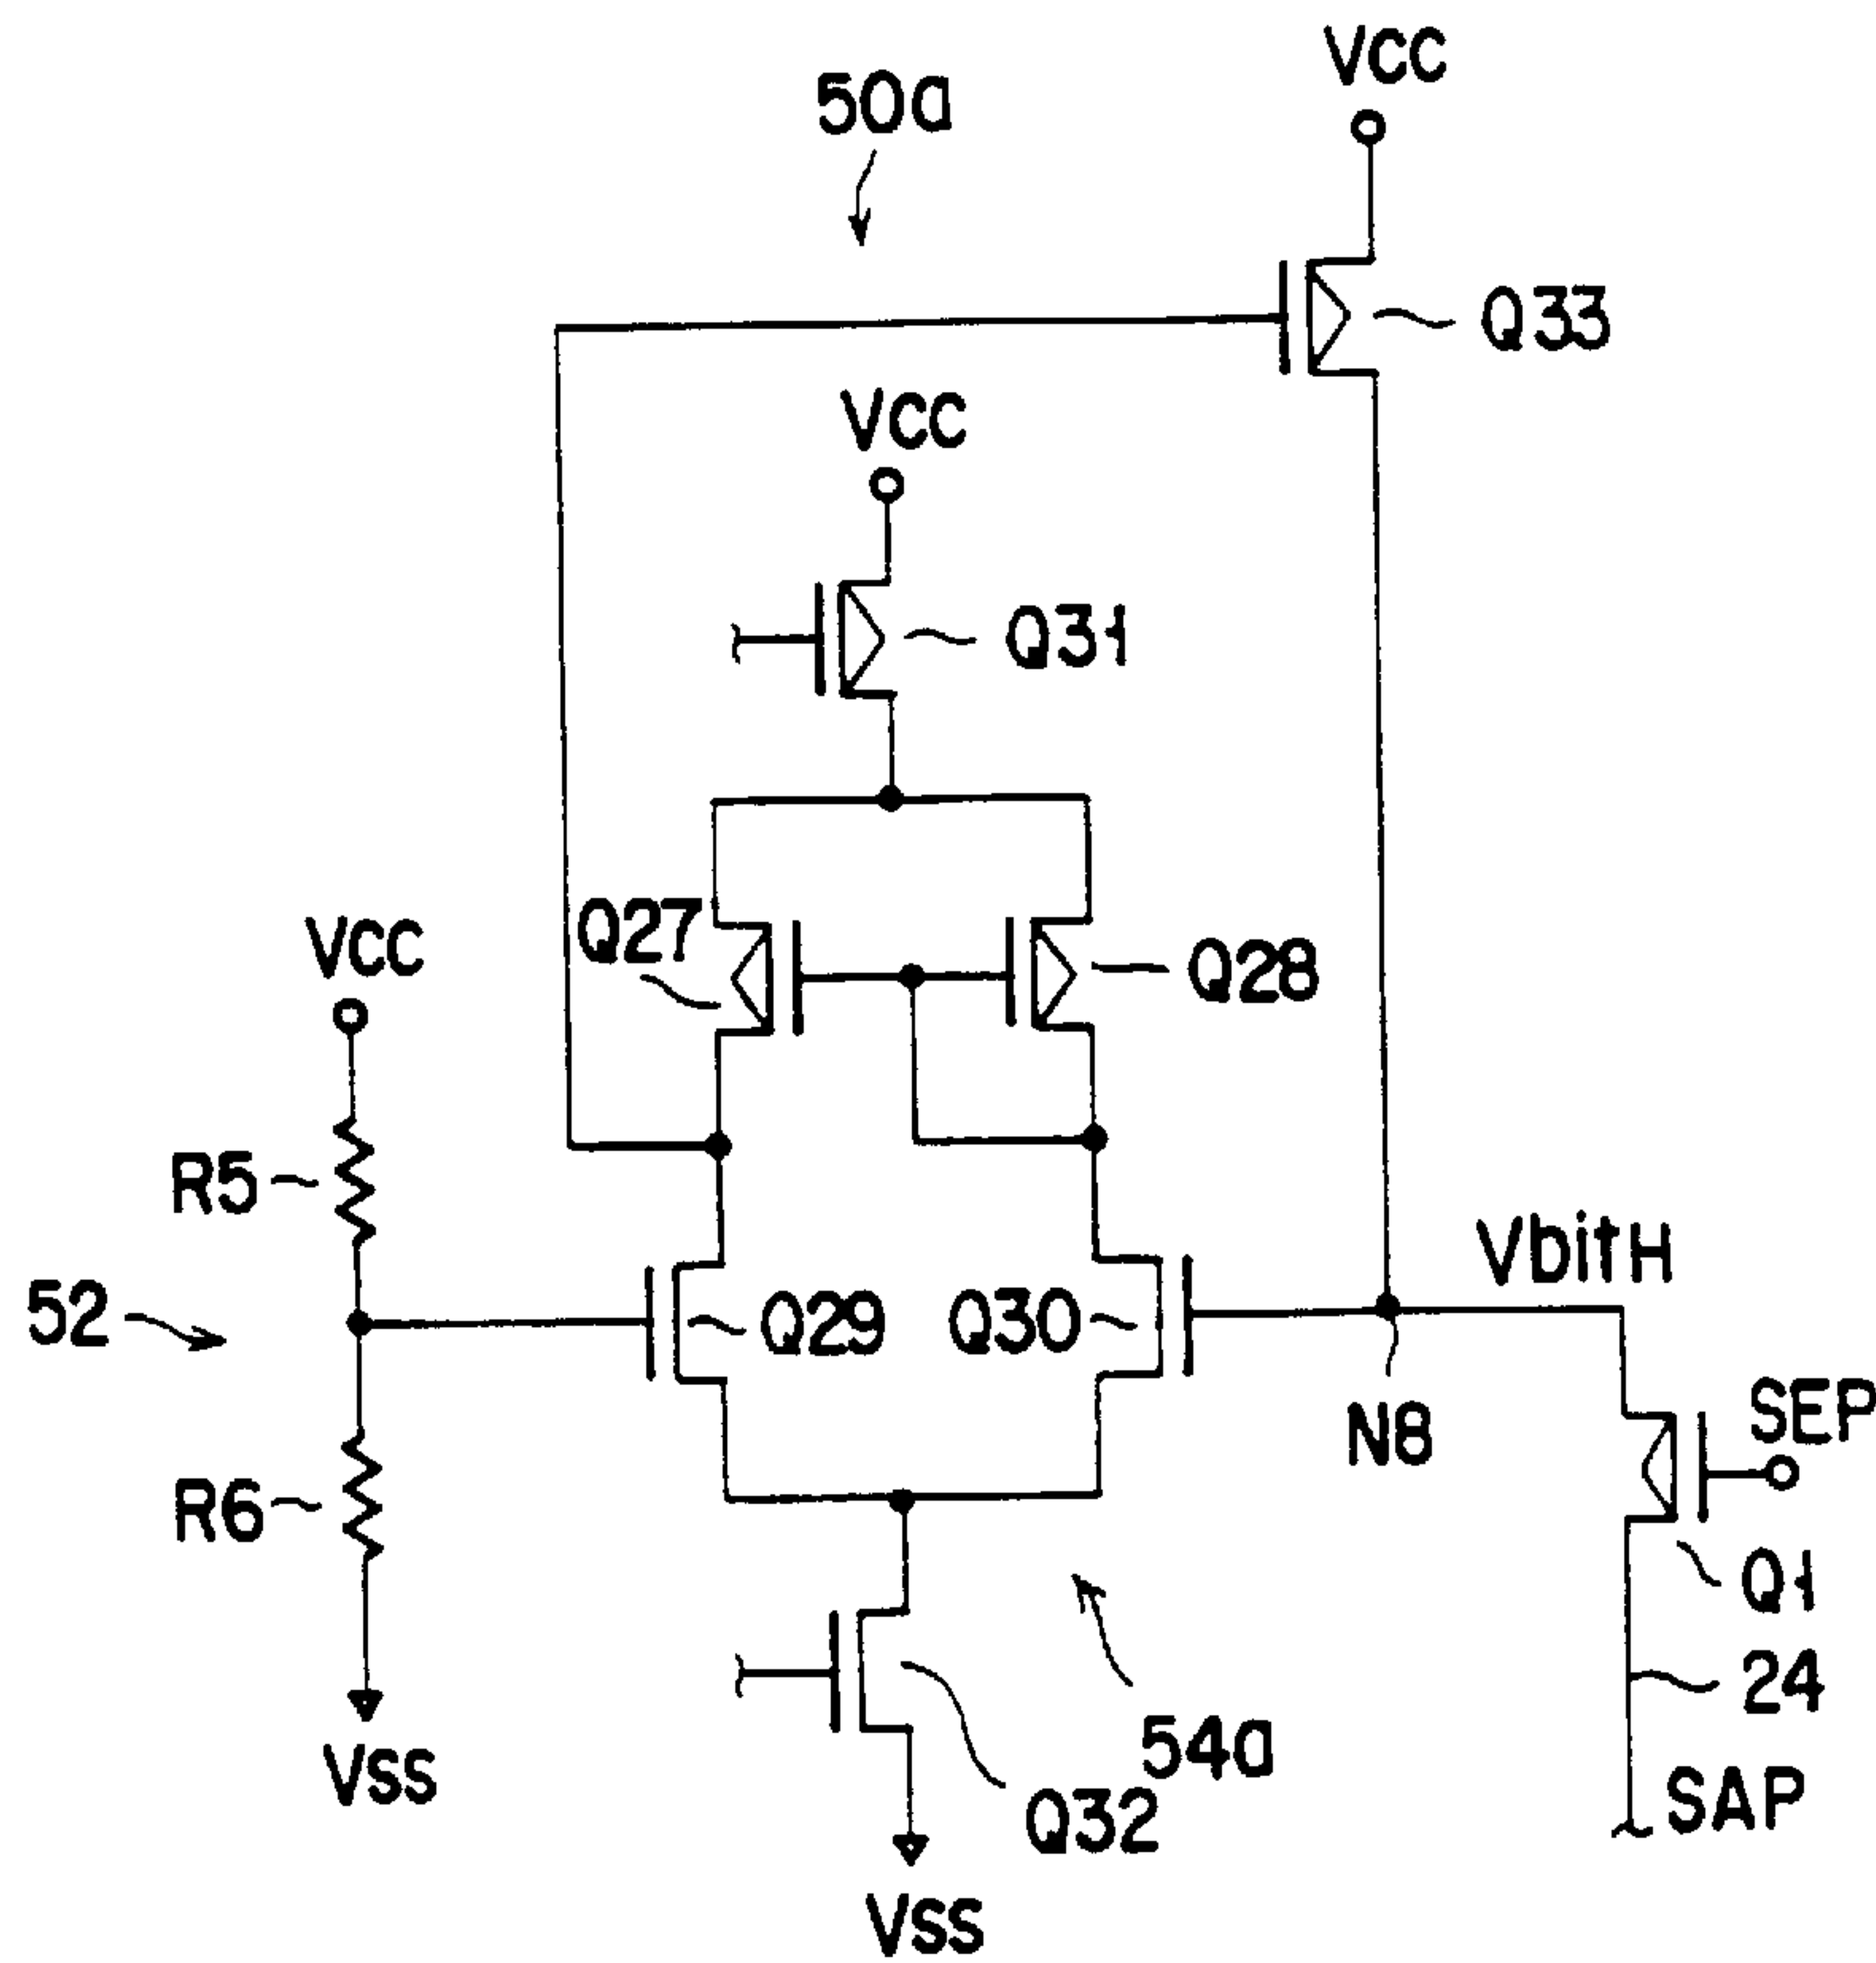 VCC
50a
Q33
VCC
Q31
Q27
Q28
VCC
R5
VbitH
52
Q29
Q30
SEP
N8
R6
Q1
24
54a
VSS
SAP
Q32
VSS